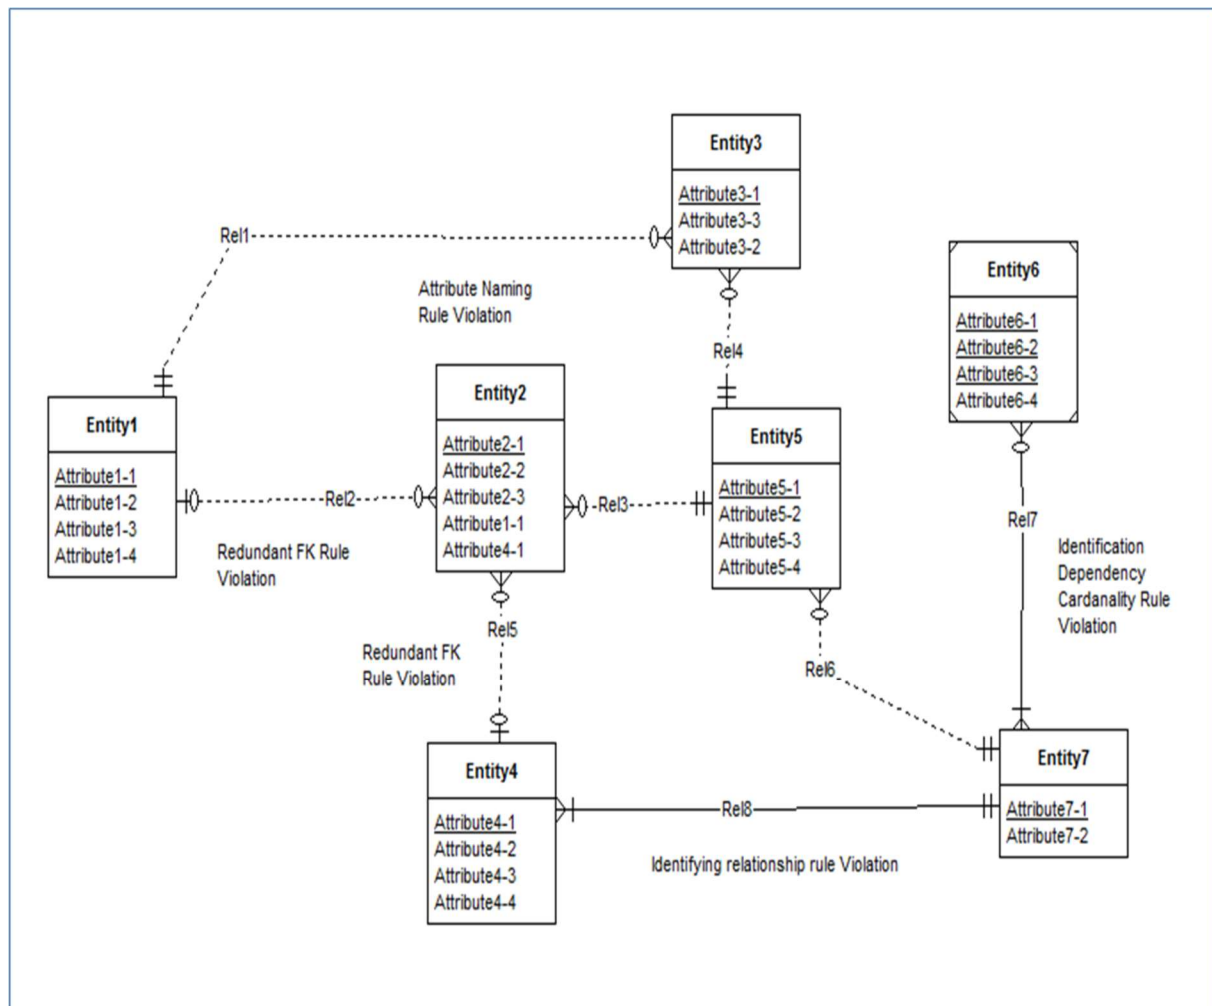 Entity3
Attribute3-1
Attribute3-3
Attribute3-2
Rel1
Attribute Naming
Rule Violation
Entity6
Attribute6-1
Attribute6-2
Attribute6-3
Attribute6-4
Rel4
Entity1
Attribute1-1
Attribute1-2
Attribute1-3
Attribute1-4
Entity2
Attribute2-1
Attribute2-2
Attribute2-3
Attribute1-1
Attribute4-1
Entity5
Attribute5-1
Attribute5-2
Attribute5-3
Attribute5-4
Rel2
Rel3
Rel7
Redundant FK Rule
Violation
Identification
Dependency
Cardanality Rule
Violation
Rel5
Redundant FK
Rule Violation
Rel6
Entity4
Attribute4-1
Attribute4-2
Attribute4-3
Attribute4-4
Rel8
Entity7
Attribute7-1
Attribute7-2
Identifying relationship rule Violation